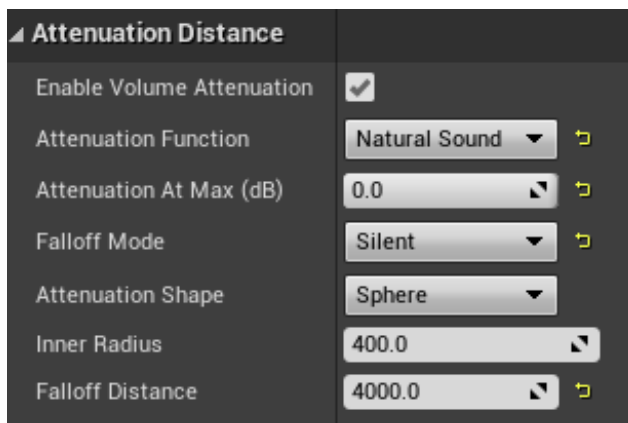 Attenuation Distance
Enable Volume Attenuation
Attenuation Function Natural Sound
Attenuation At Max (dB) 0.0
Falloff Mode Silent
Attenuation Shape Sphere
Inner Radius 400.0
Falloff Distance 4000.0